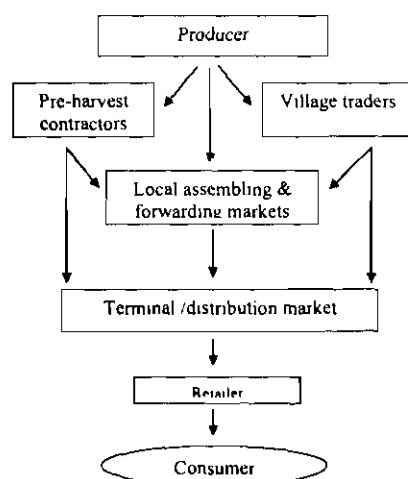 Producer
Pre-harvest
contractors
Village traders
Local assembling &
forwarding markets
Terminal /distribution market
Retailer
Consumer